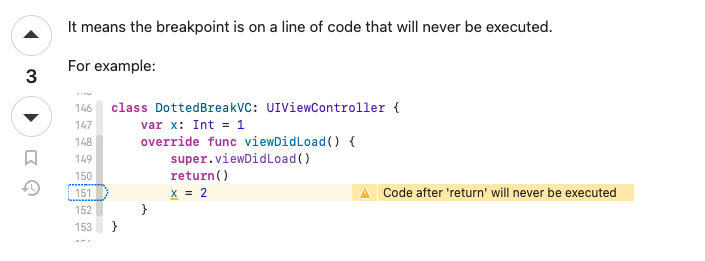 It means the breakpoint is on a line of code that will never be executed.
3
For example:
146 class DottedBreakVC: UIViewController {
147 var x: Int = 1
148 override func viewDidLoad() {
149 super.viewDidLoad()
150 return()
151 x = 2 Code after 'return' will never be executed
152 }
153 }